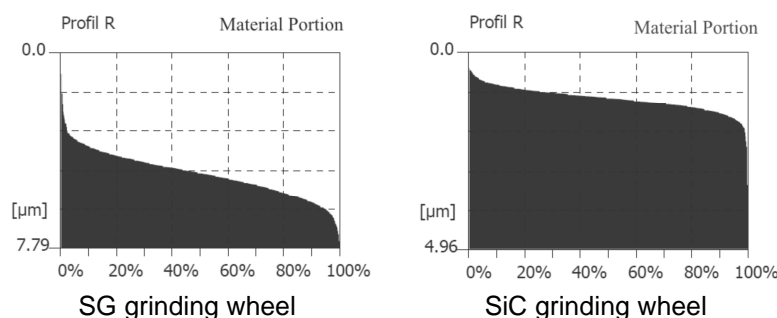 Profil R Material Portion
0.0
[µm]
7.79
0% 20% 40% 60% 80% 100%
SG grinding wheel
Profil R Material Portion
0.0
[µm]
4.96
0% 20% 40% 60% 80% 100%
SiC grinding wheel